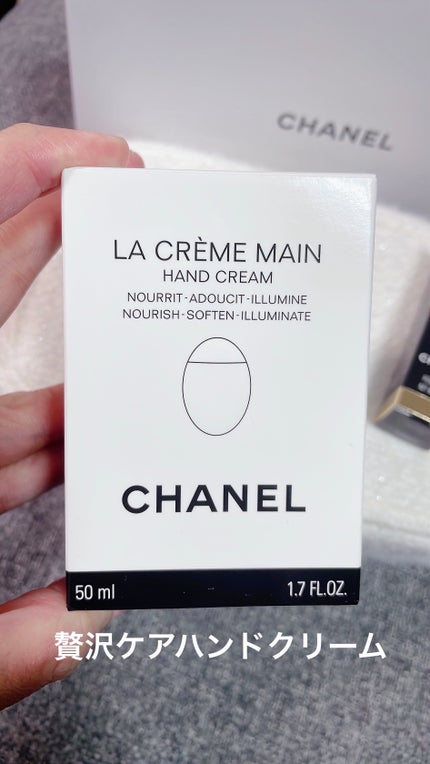 CHANEL
LA CRÈME MAIN
HAND CREAM
NOURRIT-ADOUCIT-ILLUMINE
NOURISH-SOFTEN-ILLUMINATE
CHANEL
50 ml
1.7 FL.OZ.
贅沢ケアハンドクリーム